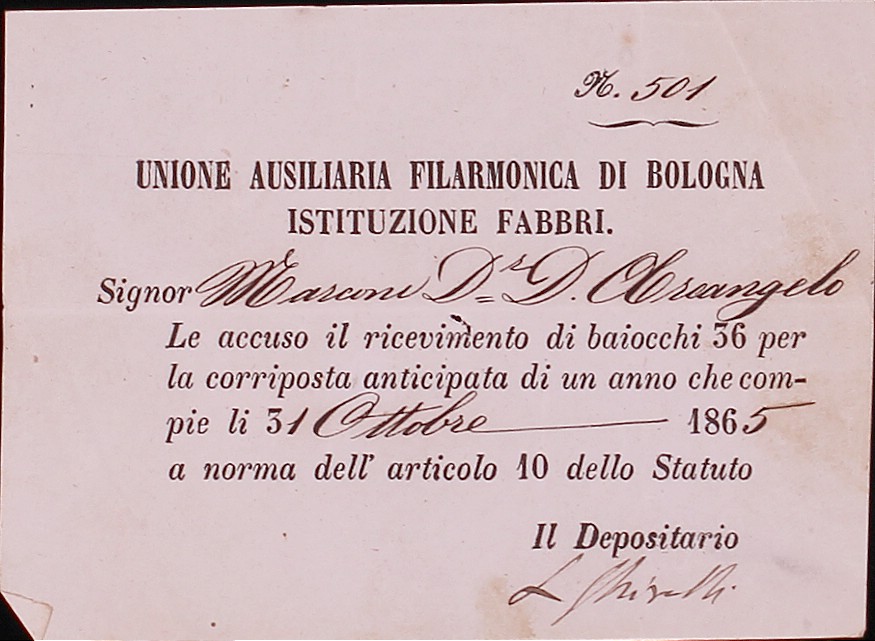 N. 501
UNIONE AUSILIARIA FILARMONICA DI BOLOGNA
ISTITUZIONE FABBRI.
Signor Marconi Dr. D. Arcangelo
Le accuso il ricevimento di baiocchi 36 per
la corriposta anticipata di un anno che com-
pie li 31 Ottobre 1865
a norma dell' articolo 10 dello Statuto
Il Depositario
L. Ghirelli